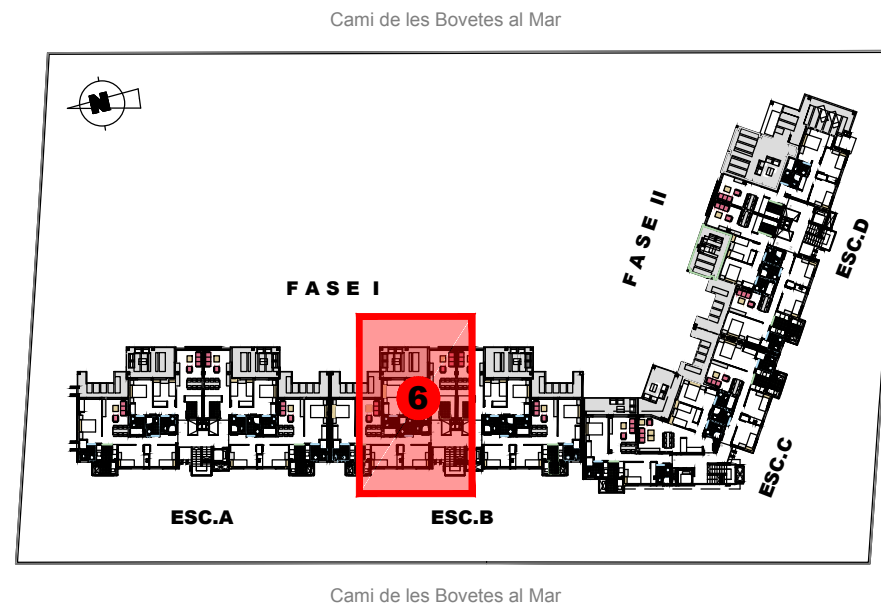 Cami de les Bovetes al Mar
N
FASE II
ESC.D
FASE I
6
ESC.C
ESC.A
ESC.B
Cami de les Bovetes al Mar